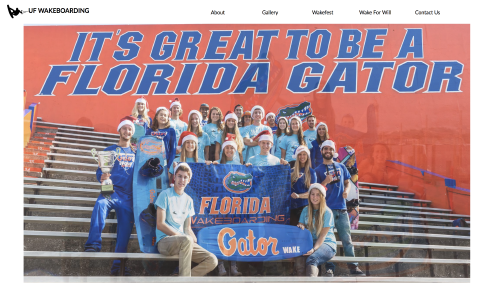 UF WAKEBOARDING
About
Gallery
Wakefest
Wake For Will
Contact Us
IT'S GREAT TO BE A
FLORIDA GATOR
FLORIDA
WAKEBOARDING
Gator WAKE